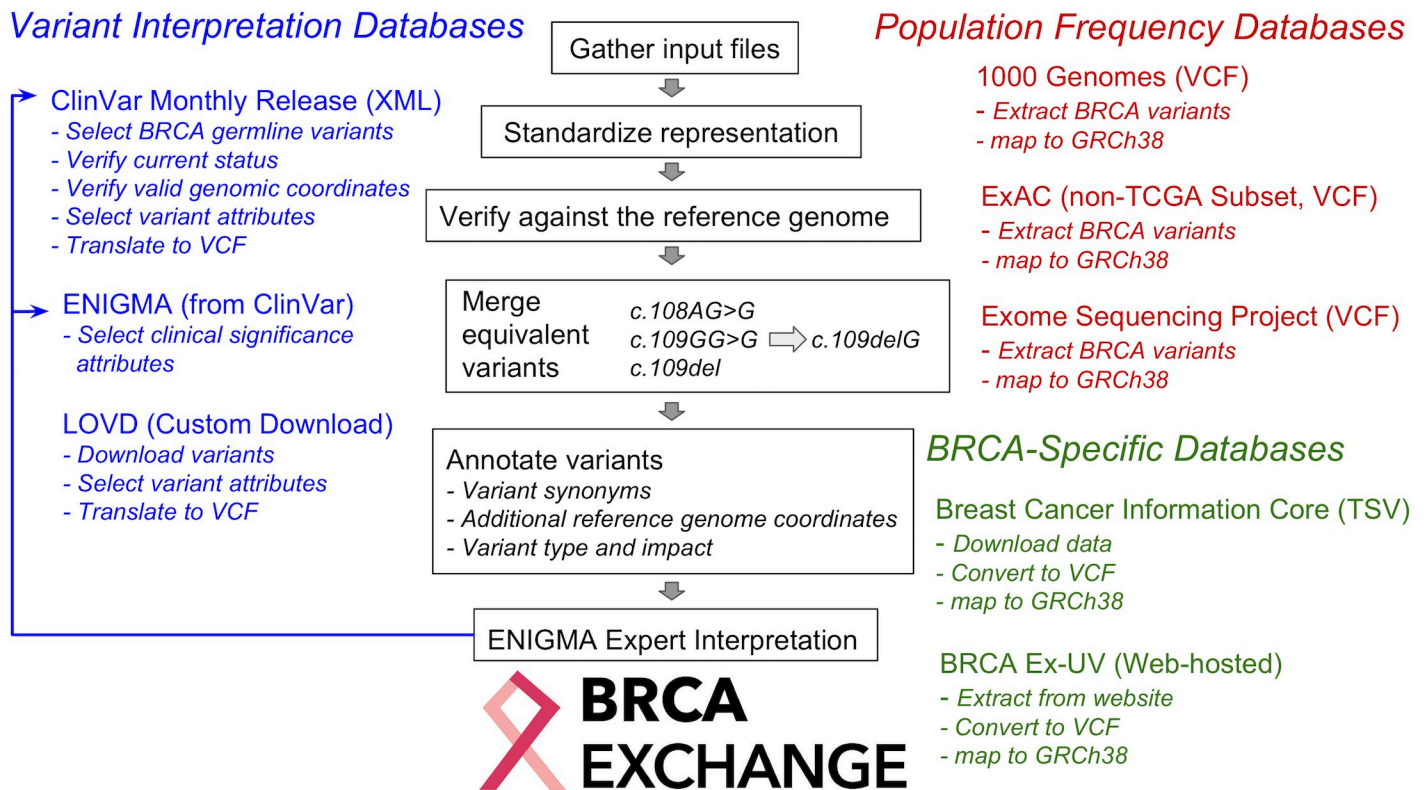 Variant Interpretation Databases
ClinVar Monthly Release (XML)
- Select BRCA germline variants
- Verify current status
- Verify valid genomic coordinates
- Select variant attributes
- Translate to VCF
ENIGMA (from ClinVar)
- Select clinical significance
attributes
LOVD (Custom Download)
- Download variants
- Select variant attributes
- Translate to VCF
Gather input files
Standardize representation
Verify against the reference genome
Merge
equivalent
variants
c.108AG>G
c.109GG>G
c.109del
c.109delG
Annotate variants
- Variant synonyms
- Additional reference genome coordinates
- Variant type and impact
ENIGMA Expert Interpretation
BRCA
EXCHANGE
Population Frequency Databases
1000 Genomes (VCF)
- Extract BRCA variants
- map to GRCh38
ExAC (non-TCGA Subset, VCF)
- Extract BRCA variants
- map to GRCh38
Exome Sequencing Project (VCF)
- Extract BRCA variants
- map to GRCh38
BRCA-Specific Databases
Breast Cancer Information Core (TSV)
- Download data
- Convert to VCF
- map to GRCh38
BRCA Ex-UV (Web-hosted)
- Extract from website
- Convert to VCF
- map to GRCh38